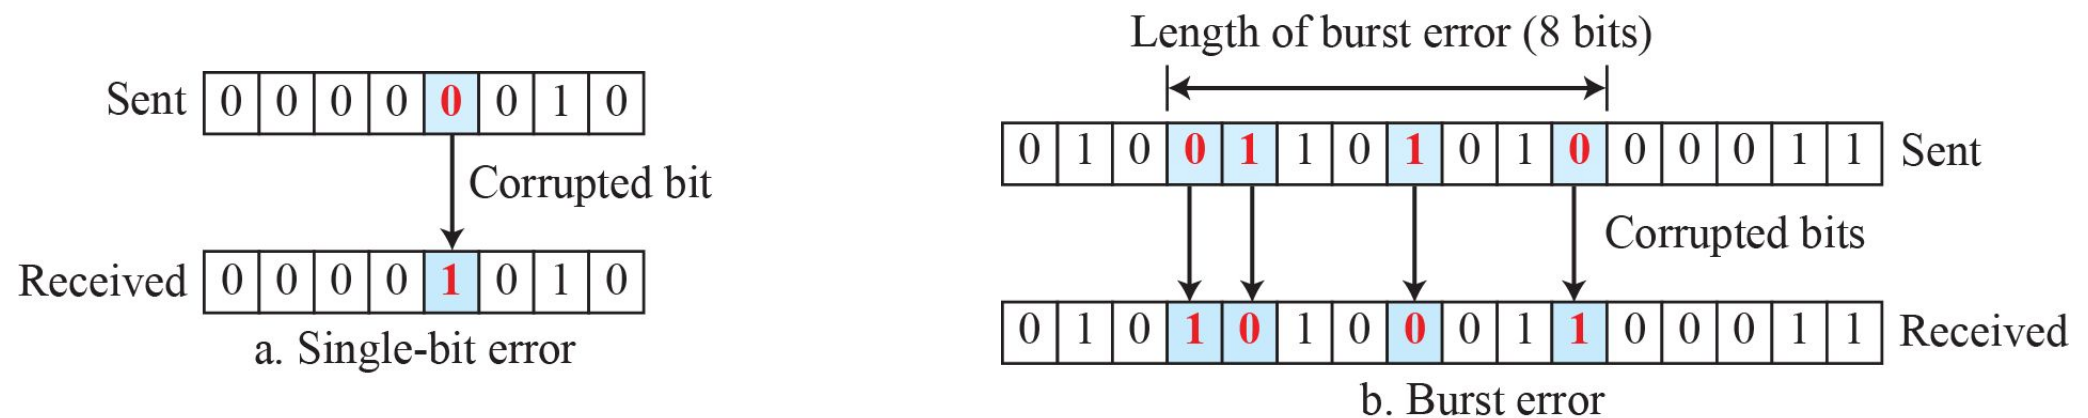 Sent 0 0 0 0 0 0 1 0
Corrupted bit
Received 0 0 0 0 1 0 1 0
a. Single-bit error
Length of burst error (8 bits)
0 1 0 0 1 1 0 1 0 1 0 0 0 0 1 1 Sent
Corrupted bits
0 1 0 1 0 1 0 0 0 1 1 0 0 0 1 1 Received
b. Burst error